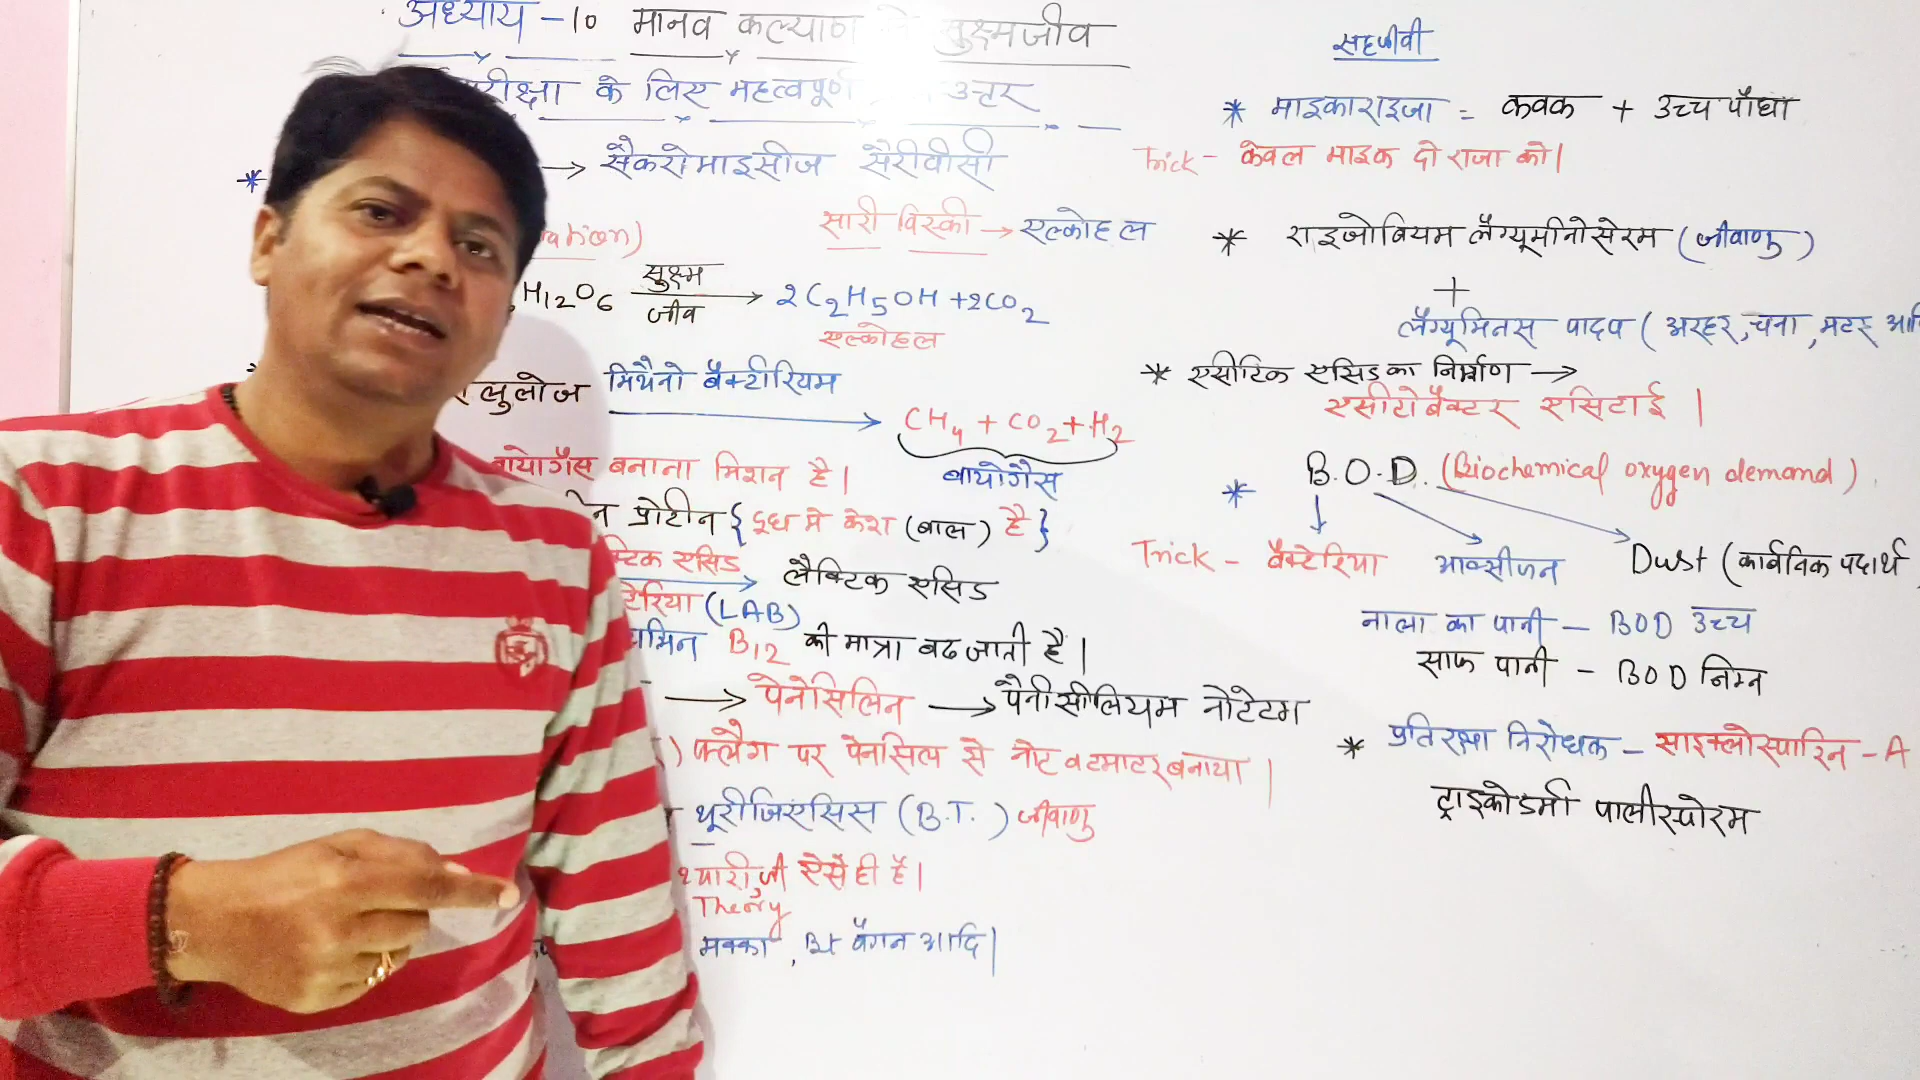 अध्याय -10 मानव कल्याण में सुक्ष्मजीव
परीक्षा के लिए महत्वपूर्ण उत्तर
* → सैकरोमाइसीज सैरीवीसी
सारी विस्की → एल्कोहल
H12O6 सुक्ष्म जीव → 2C2H5OH + 2CO2
एल्कोहल
लुलोज मिथैनो बैक्टीरियम → CH4 + CO2 + H2
बायोगैस बनाना मिशन है।
बायोगैस
न प्रोटीन { दूध मे केश (बाल) है }
क्टिक एसिड → लैक्टिक एसिड
टेरिया (LAB)
B12 की मात्रा बढ जाती है।
→ पेनेसिलिन → पैनीसीलियम नोटेटम
) फ्लैग पर पेनसिल से नोट वटमाटर बनाया।
थूरीजिएंसिस (B.T.) जीवाणु
ऐसे ही है।
Theory
मक्का, Bt बैंगन आदि।
सहजीवी
* माइकाराइजा = कवक + उच्च पौधा
Trick - केवल माइक दो राजा को।
* राइजोबियम लैग्यूमीनोसेरम (जीवाणु)
+
लैग्यूमिनस पादप ( अरहर, चना, मटर आदि
* एसीटिक एसिड का निर्माण →
एसीटोबैक्टर एसिटाई।
* B.O.D. (Biochemical oxygen demand)
Trick - बैक्टेरिया आक्सीजन Dust (कार्बनिक पदार्थ
नाला का पानी – BOD उच्च
साफ पानी – BOD निम्न
* प्रतिरक्षा निरोधक – साइक्लोस्पारिन - A
ट्राइकोडर्मा पालीस्पोरम